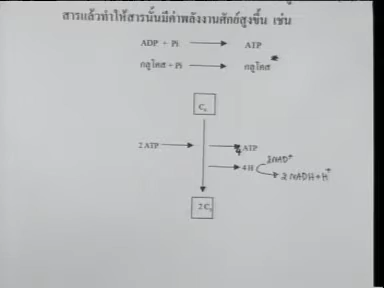 สารแล้วทำให้สารนั้นมีค่าพลังงานศักย์สูงขึ้น เช่น
ADP + Pi → ATP
กลูโคส + Pi → กลูโคส*
C₆
2 ATP → 4 ATP
4 H 2NAD⁺
2 NADH + H⁺
2 C₃